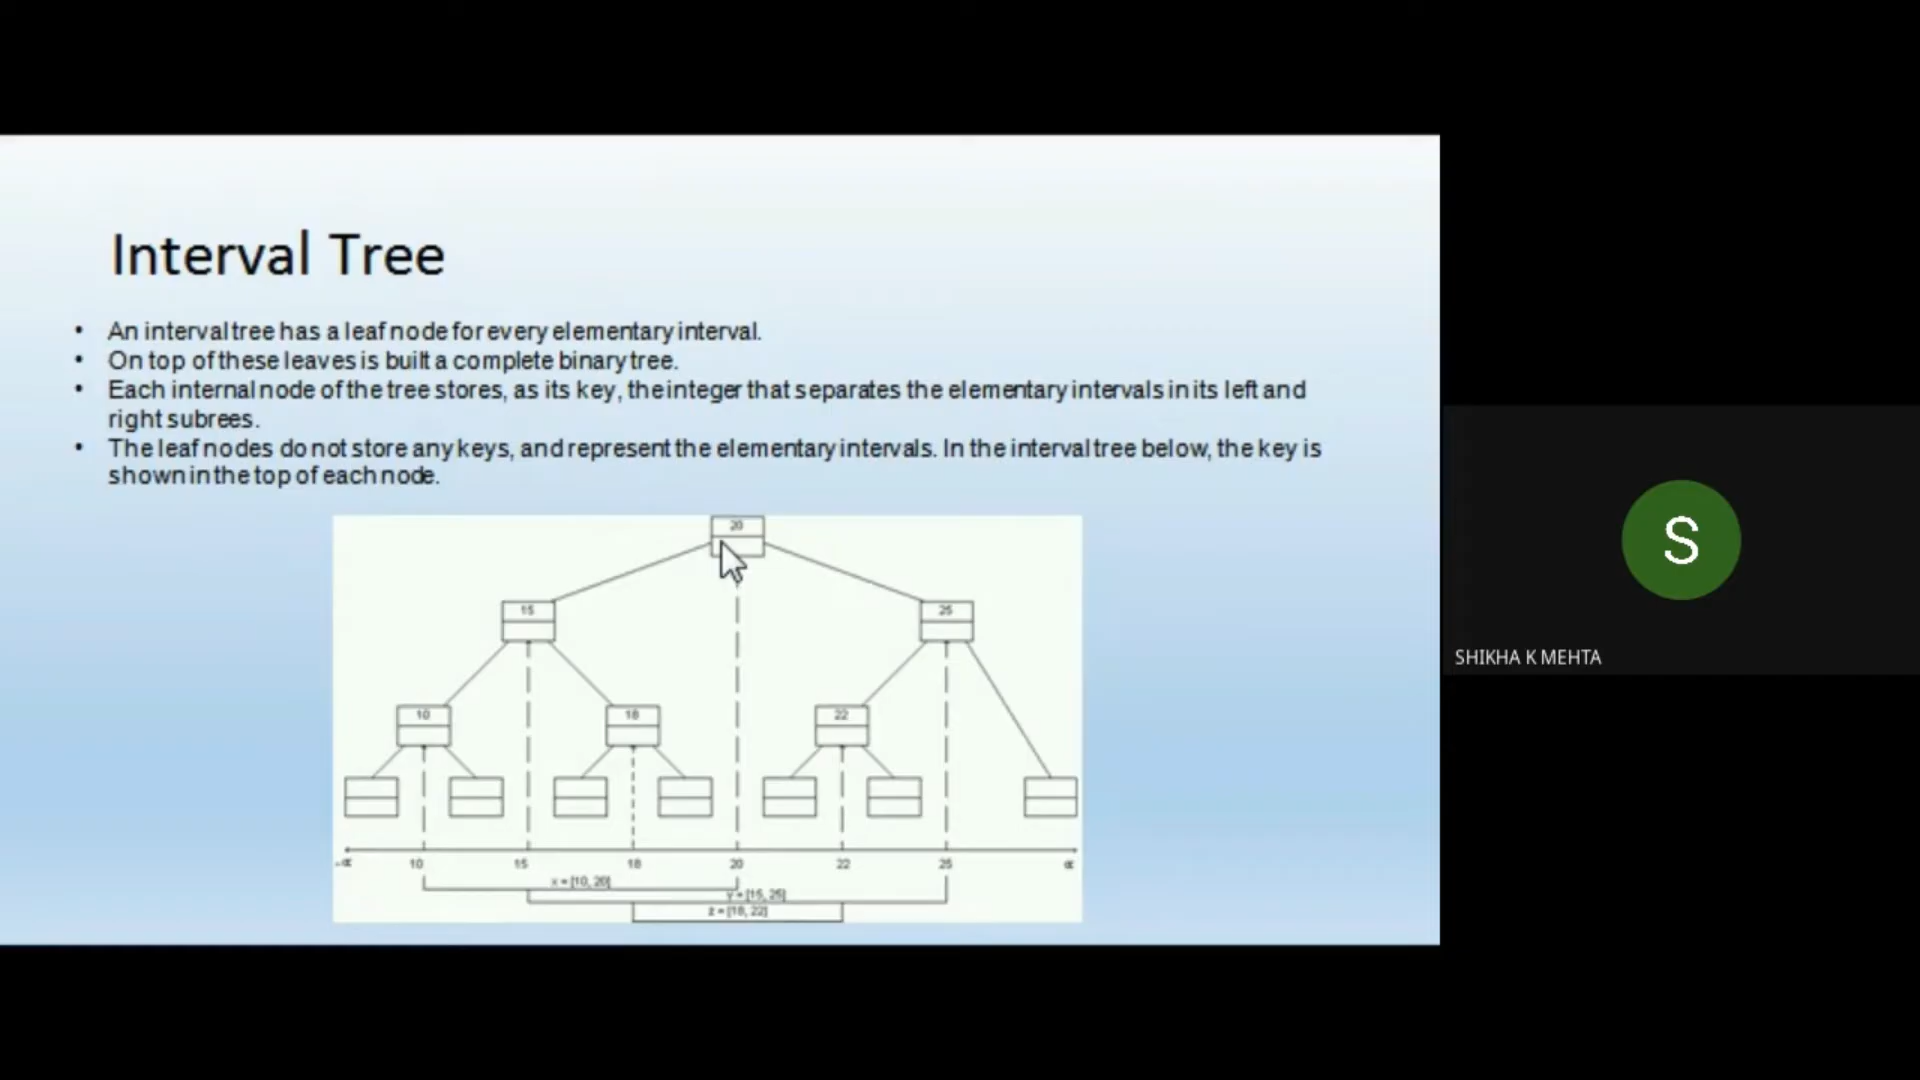 Interval Tree
• An interval tree has a leaf node for every elementary interval.
• On top of these leaves is built a complete binary tree.
• Each internal node of the tree stores, as its key, the integer that separates the elementary intervals in its left and
right subrees.
• The leaf nodes do not store any keys, and represent the elementary intervals. In the interval tree below, the key is
shown in the top of each node.
20
15 25
10 18 22
-∝ 10 15 18 20 22 25 ∝
x = [10, 20]
y = [15, 25]
z = [18, 22]
S
SHIKHA K MEHTA